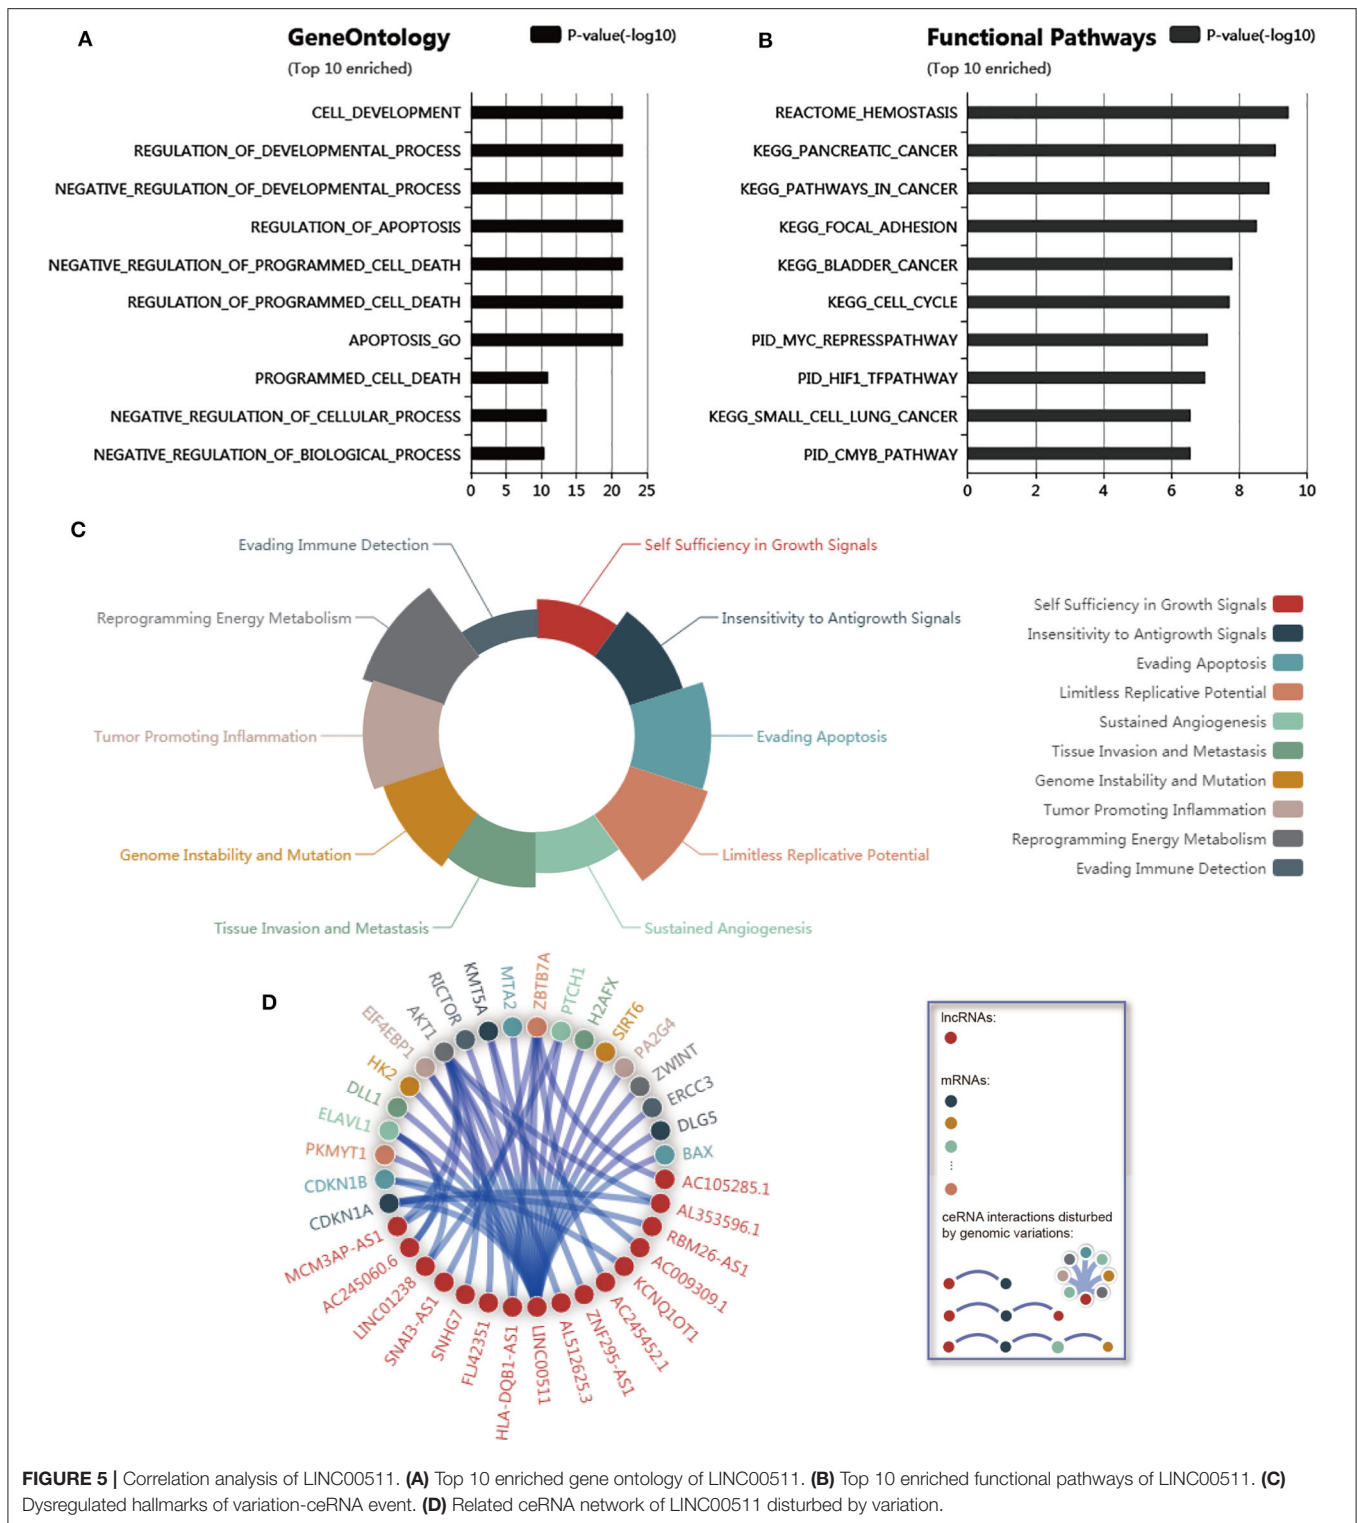 A
GeneOntology
P-value(-log10)
(Top 10 enriched)
CELL_DEVELOPMENT
REGULATION_OF_DEVELOPMENTAL_PROCESS
NEGATIVE_REGULATION_OF_DEVELOPMENTAL_PROCESS
REGULATION_OF_APOPTOSIS
NEGATIVE_REGULATION_OF_PROGRAMMED_CELL_DEATH
REGULATION_OF_PROGRAMMED_CELL_DEATH
APOPTOSIS_GO
PROGRAMMED_CELL_DEATH
NEGATIVE_REGULATION_OF_CELLULAR_PROCESS
NEGATIVE_REGULATION_OF_BIOLOGICAL_PROCESS
0 5 10 15 20 25
B
Functional Pathways
P-value(-log10)
(Top 10 enriched)
REACTOME_HEMOSTASIS
KEGG_PANCREATIC_CANCER
KEGG_PATHWAYS_IN_CANCER
KEGG_FOCAL_ADHESION
KEGG_BLADDER_CANCER
KEGG_CELL_CYCLE
PID_MYC_REPRESSPATHWAY
PID_HIF1_TFPATHWAY
KEGG_SMALL_CELL_LUNG_CANCER
PID_CMYB_PATHWAY
0 2 4 6 8 10
C
Evading Immune Detection
Self Sufficiency in Growth Signals
Reprogramming Energy Metabolism
Insensitivity to Antigrowth Signals
Tumor Promoting Inflammation
Evading Apoptosis
Genome Instability and Mutation
Limitless Replicative Potential
Tissue Invasion and Metastasis
Sustained Angiogenesis
Self Sufficiency in Growth Signals
Insensitivity to Antigrowth Signals
Evading Apoptosis
Limitless Replicative Potential
Sustained Angiogenesis
Tissue Invasion and Metastasis
Genome Instability and Mutation
Tumor Promoting Inflammation
Reprogramming Energy Metabolism
Evading Immune Detection
D
CDKN1A
CDKN1B
PKMYT1
ELAVL1
DLL1
HK2
EIF4EBP1
AKT1
RICTOR
KMT5A
MTA2
ZBTB7A
PTCH1
H2AFX
SIRT6
PA2G4
ZWINT
ERCC3
DLG5
BAX
AC105285.1
AL353596.1
RBM26-AS1
AC009309.1
KCNQ1OT1
AC245452.1
ZNF295-AS1
AL512625.3
LINC00511
HLA-DQB1-AS1
FLJ42351
SNHG7
SNAI3-AS1
LINC01238
AC245060.6
MCM3AP-AS1
lncRNAs:
mRNAs:
ceRNA interactions disturbed
by genomic variations:
FIGURE 5 | Correlation analysis of LINC00511. (A) Top 10 enriched gene ontology of LINC00511. (B) Top 10 enriched functional pathways of LINC00511. (C)
Dysregulated hallmarks of variation-ceRNA event. (D) Related ceRNA network of LINC00511 disturbed by variation.